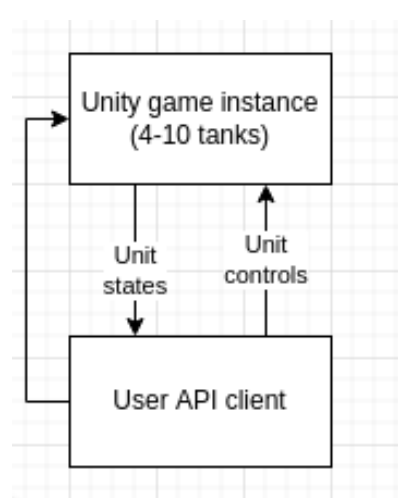 Unity game instance
(4-10 tanks)
Unit
states
Unit
controls
User API client